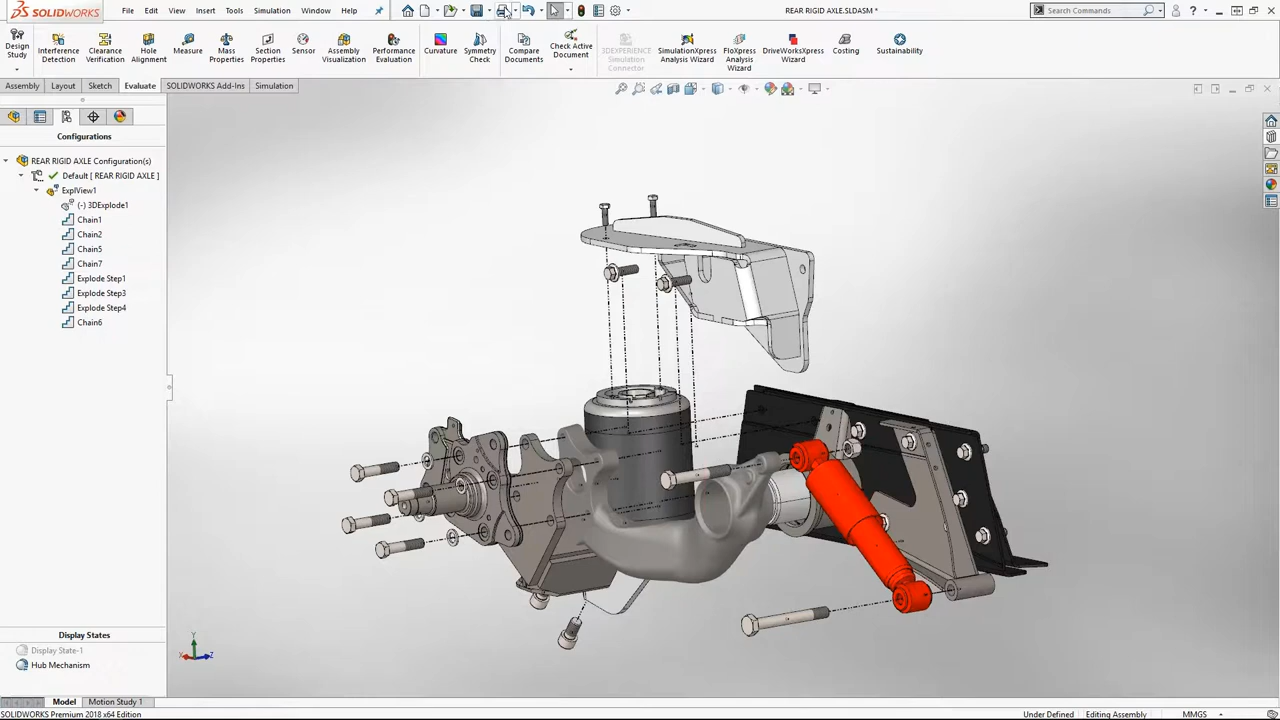 SOLIDWORKS File Edit View Insert Tools Simulation Window Help REAR RIGID AXLE.SLDASM * Search Commands
Design Study Interference Detection Clearance Verification Hole Alignment Measure Mass Properties Section Properties Sensor Assembly Visualization Performance Evaluation Curvature Symmetry Check Compare Documents Check Active Document 3DEXPERIENCE Simulation Connector SimulationXpress Analysis Wizard FloXpress Analysis Wizard DriveWorksXpress Wizard Costing Sustainability
Assembly Layout Sketch Evaluate SOLIDWORKS Add-Ins Simulation
Configurations
REAR RIGID AXLE Configuration(s)
Default [ REAR RIGID AXLE ]
ExplView1
(-) 3DExplode1
Chain1
Chain2
Chain5
Chain7
Explode Step1
Explode Step3
Explode Step4
Chain6
Display States
Display State-1
Hub Mechanism
Y
X Z
Model Motion Study 1
SOLIDWORKS Premium 2018 x64 Edition Under Defined Editing Assembly MMGS